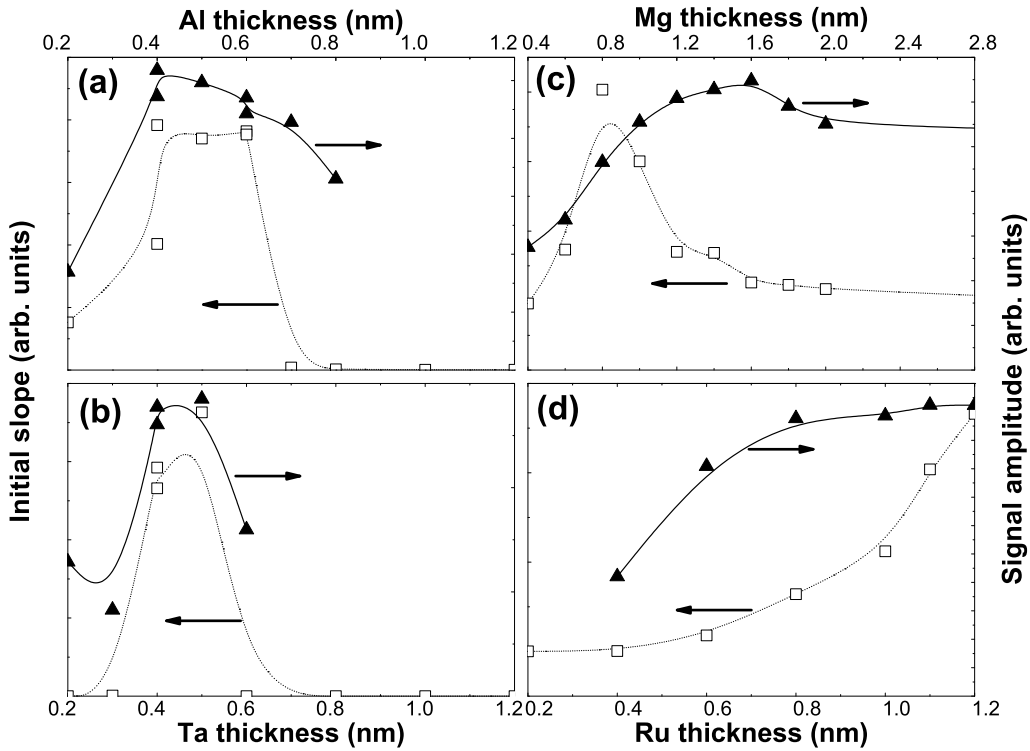 Al thickness (nm)
Mg thickness (nm)
0.2 0.4 0.6 0.8 1.0 1.2
0.4 0.8 1.2 1.6 2.0 2.5 2.8
(a)
(c)
Initial slope (arb. units)
Signal amplitude (arb. units)
(b)
(d)
0.2 0.4 0.6 0.8 1.0 1.2
0.2 0.4 0.6 0.8 1.0 1.2
Ta thickness (nm)
Ru thickness (nm)